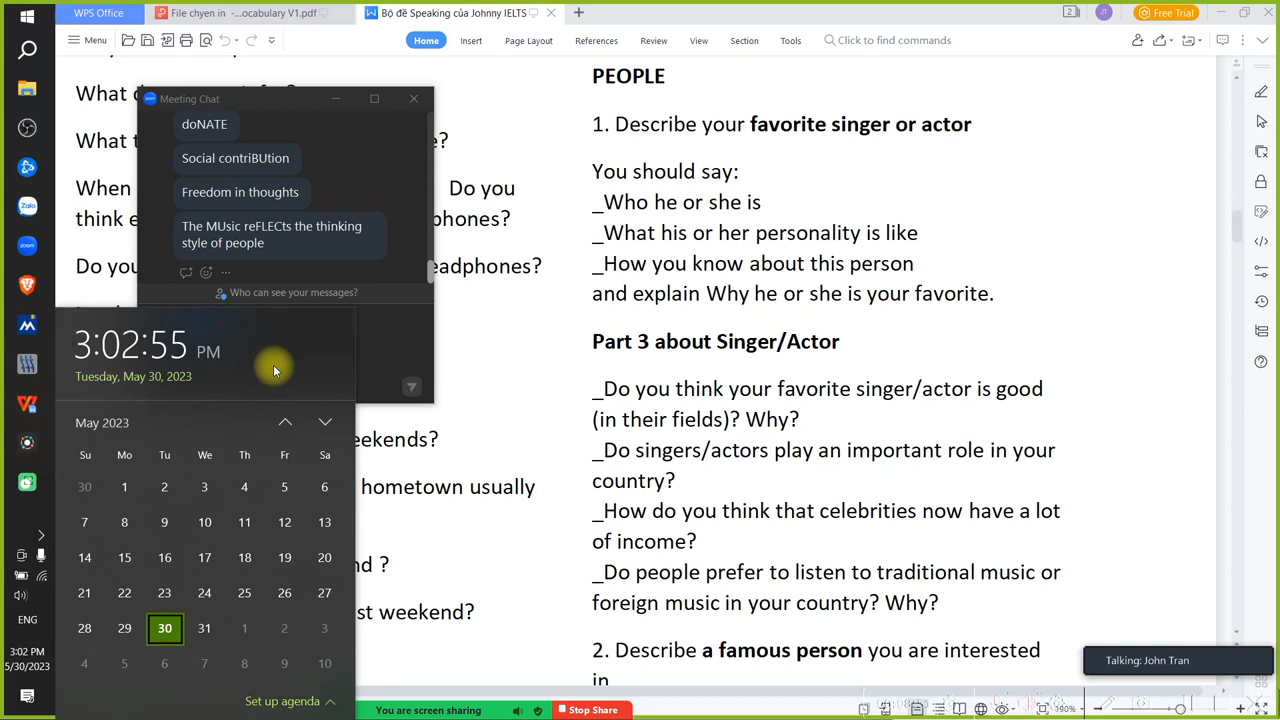 WPS Office
File chyen in -...ocabulary V1.pdf
Bộ đề Speaking của Johnny IELTS
JT
Free Trial
Menu
Home
Insert
Page Layout
References
Review
View
Section
Tools
Click to find commands
Meeting Chat
doNATE
Social contriBUtion
Freedom in thoughts
The MUsic reFLECts the thinking
style of people
Who can see your messages?
When
Do you
think
phones?
Do you
eadphones?
eekends?
hometown usually
nd ?
st weekend?
3:02:55 PM
Tuesday, May 30, 2023
May 2023
Su Mo Tu We Th Fr Sa
30 1 2 3 4 5 6
7 8 9 10 11 12 13
14 15 16 17 18 19 20
21 22 23 24 25 26 27
28 29 30 31 1 2 3
4 5 6 7 8 9 10
Set up agenda
ENG
3:02 PM
5/30/2023
You are screen sharing
Stop Share
PEOPLE
1. Describe your favorite singer or actor
You should say:
_Who he or she is
_What his or her personality is like
_How you know about this person
and explain Why he or she is your favorite.
Part 3 about Singer/Actor
_Do you think your favorite singer/actor is good
(in their fields)? Why?
_Do singers/actors play an important role in your
country?
_How do you think that celebrities now have a lot
of income?
_Do people prefer to listen to traditional music or
foreign music in your country? Why?
2. Describe a famous person you are interested
in
Talking: John Tran
190%